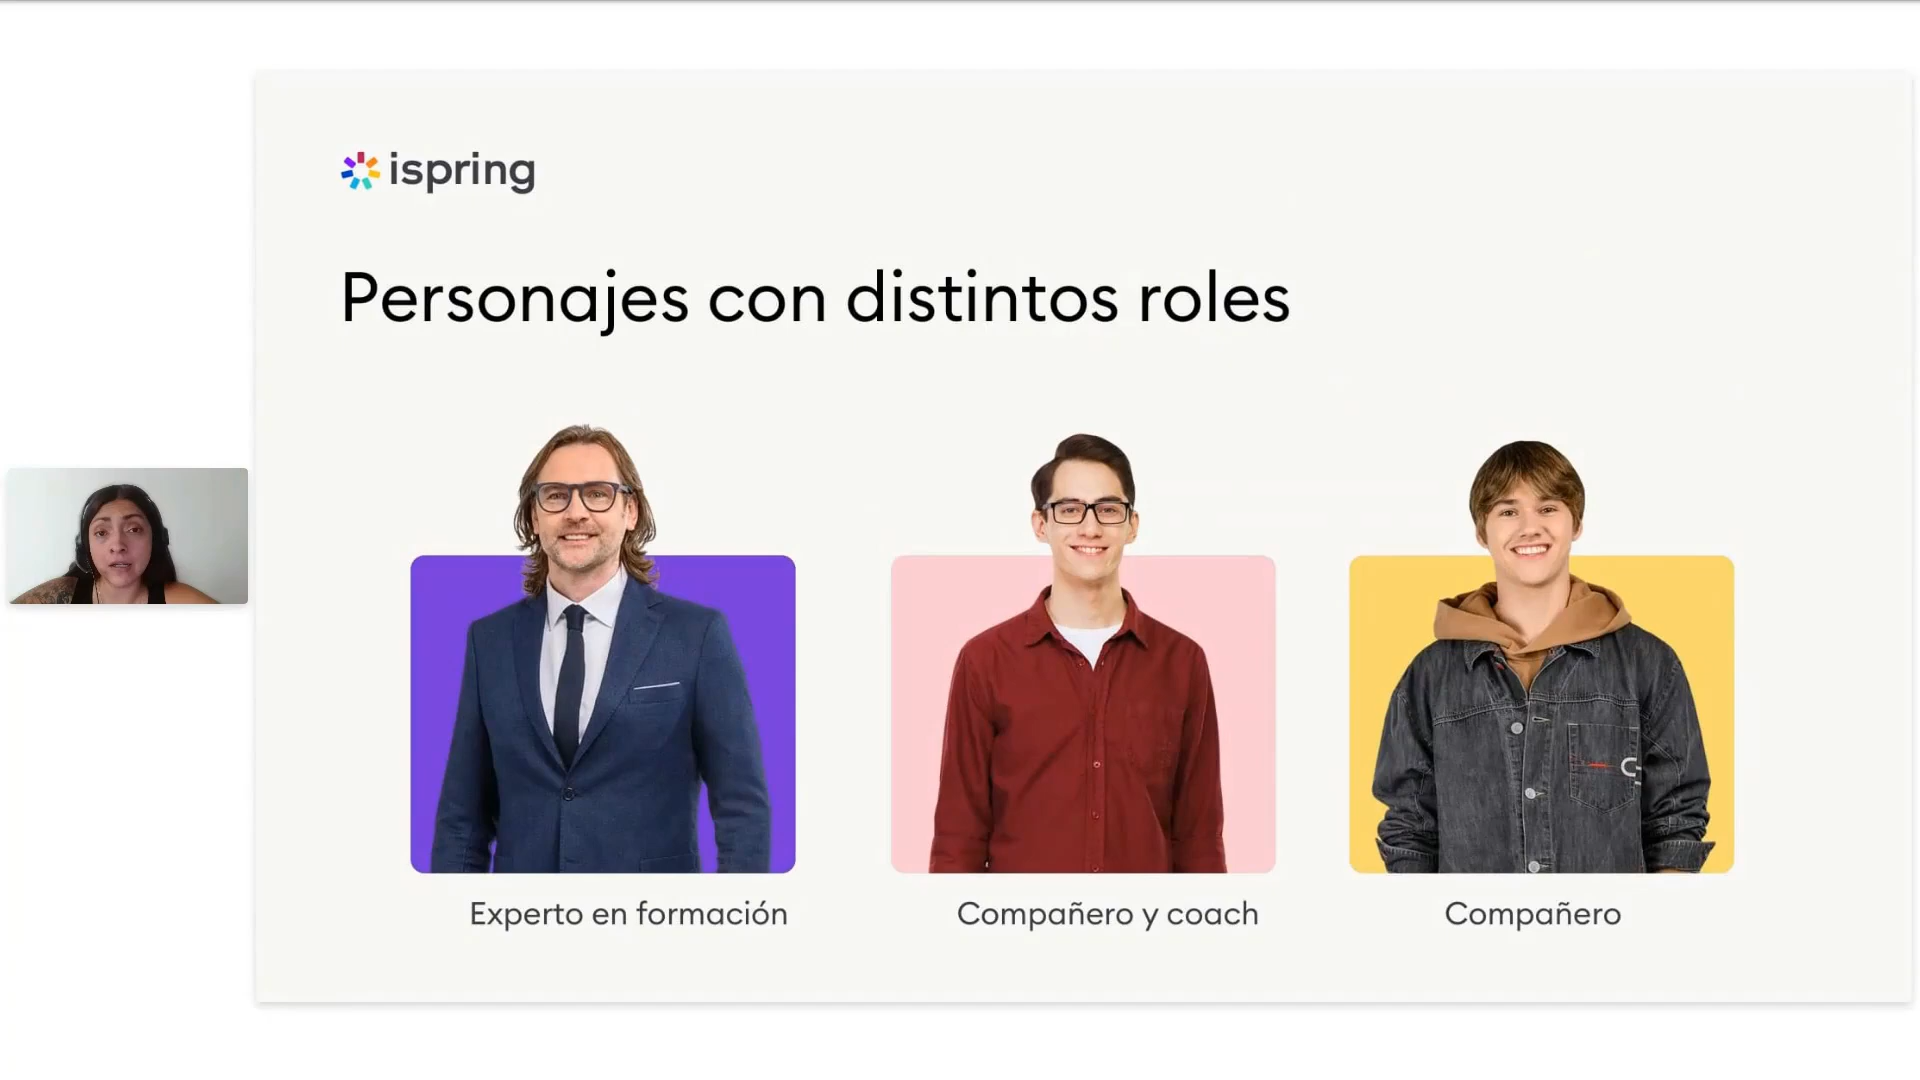 ispring
Personajes con distintos roles
Experto en formación
Compañero y coach
Compañero